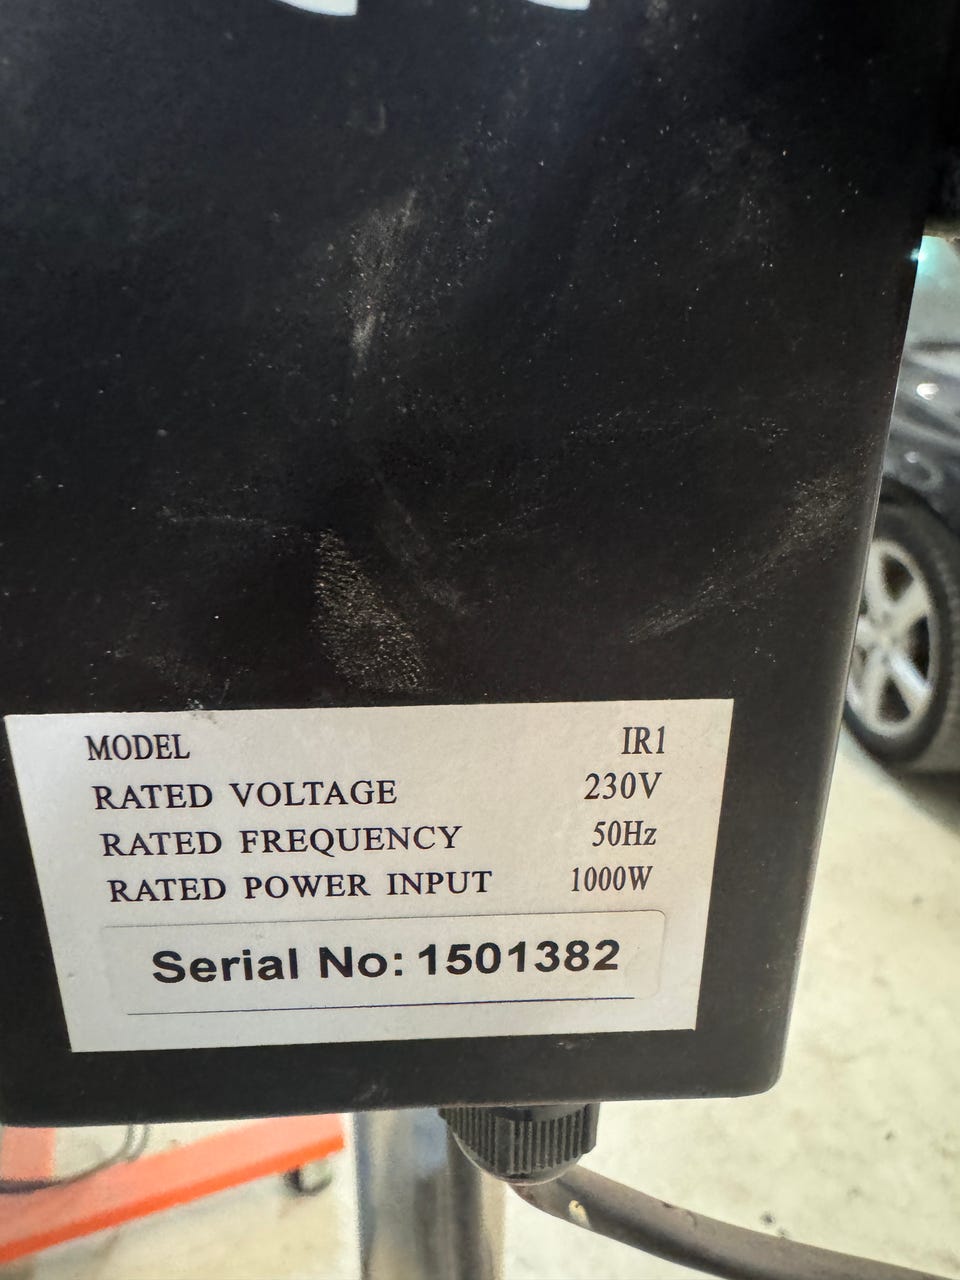 MODEL IR1
RATED VOLTAGE 230V
RATED FREQUENCY 50Hz
RATED POWER INPUT 1000W
Serial No: 1501382